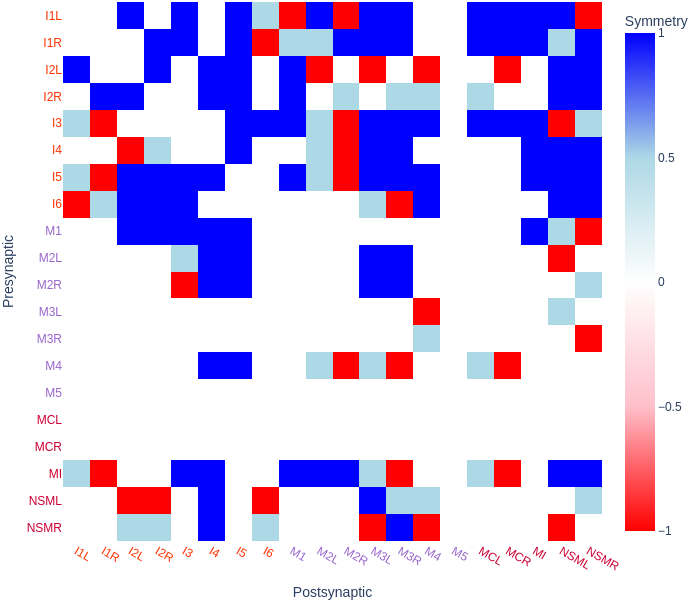 Symmetry
I1L
I1R
I2L
I2R
I3
I4
I5
I6
M1
M2L
M2R
M3L
M3R
M4
M5
MCL
MCR
MI
NSML
NSMR
Presynaptic
I1L I1R I2L I2R I3 I4 I5 I6 M1 M2L M2R M3L M3R M4 M5 MCL MCR MI NSML NSMR
Postsynaptic
1
0.5
0
−0.5
−1